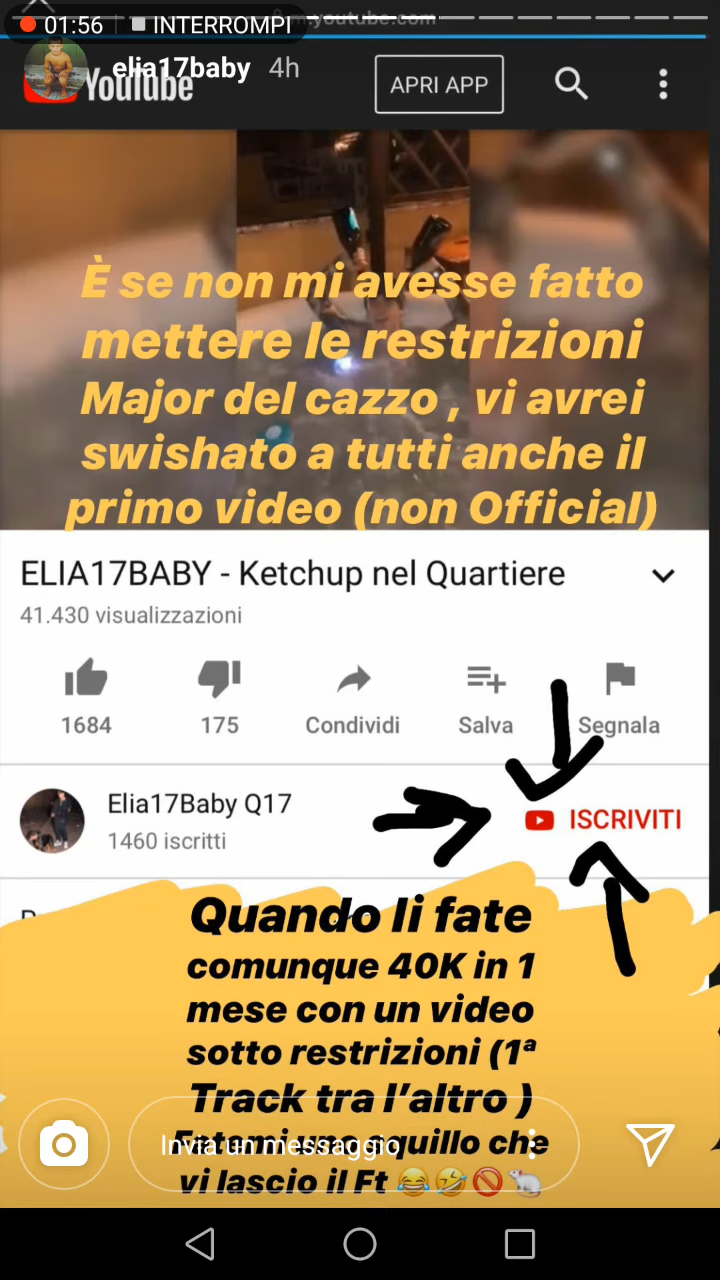 01:56 INTERROMPI
m.youtube.com
YouTube
elia17baby 4h
APRI APP
È se non mi avesse fatto
mettere le restrizioni
Major del cazzo , vi avrei
swishato a tutti anche il
primo video (non Official)
ELIA17BABY - Ketchup nel Quartiere
41.430 visualizzazioni
1684 175 Condividi Salva Segnala
Elia17Baby Q17
1460 iscritti
ISCRIVITI
Quando li fate
comunque 40K in 1
mese con un video
sotto restrizioni (1ª
Track tra l'altro )
squillo che
Invia un messaggio
vi lascio il Ft 😂🤣🚫🐀